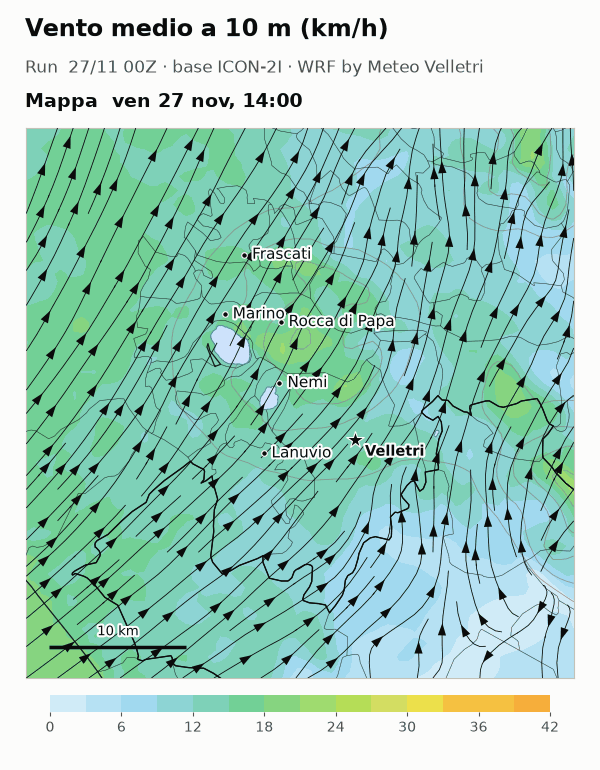 Vento medio a 10 m (km/h)
Run  27/11 00Z · base ICON-2I · WRF by Meteo Velletri
Mappa  ven 27 nov, 14:00
Frascati
Marino
Rocca di Papa
Nemi
Velletri
Lanuvio
10 km
0 6 12 18 24 30 36 42